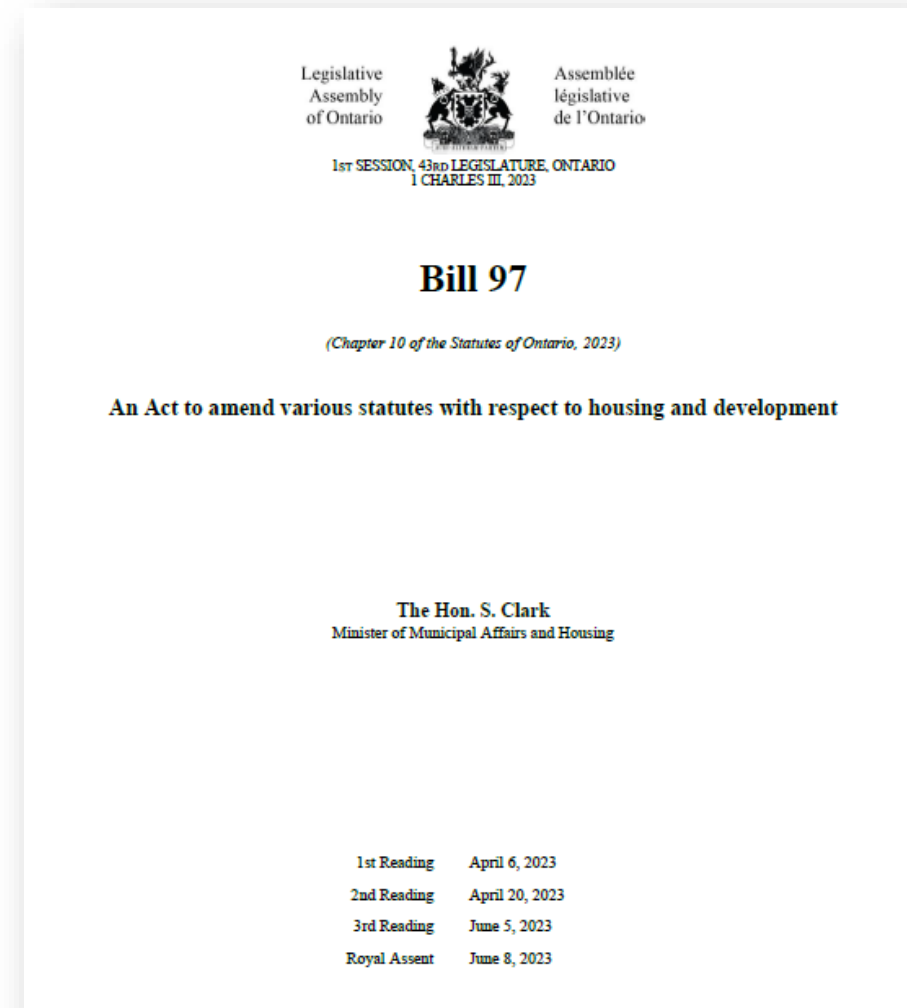 Legislative
Assembly
of Ontario
Assemblée
législative
de l'Ontario
1ST SESSION, 43RD LEGISLATURE, ONTARIO
1 CHARLES III, 2023
Bill 97
(Chapter 10 of the Statutes of Ontario, 2023)
An Act to amend various statutes with respect to housing and development
The Hon. S. Clark
Minister of Municipal Affairs and Housing
1st Reading April 6, 2023
2nd Reading April 20, 2023
3rd Reading June 5, 2023
Royal Assent June 8, 2023